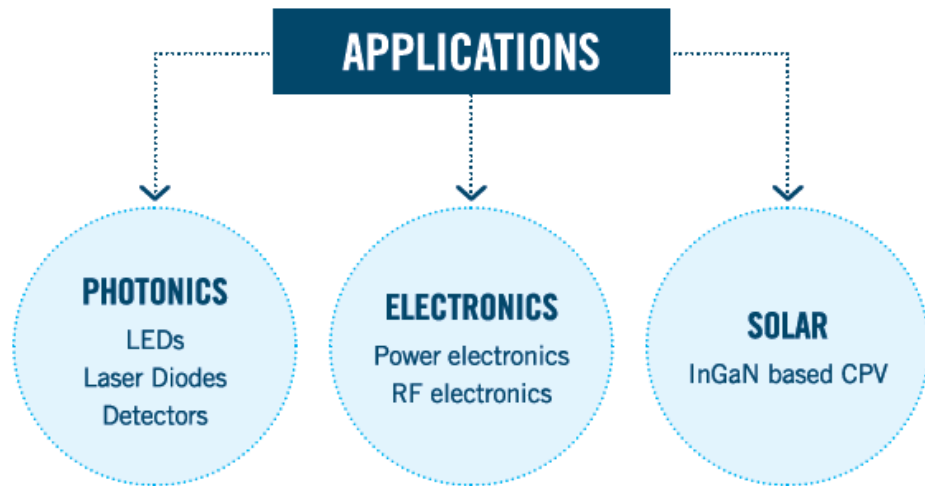 APPLICATIONS
PHOTONICS
LEDs
Laser Diodes
Detectors
ELECTRONICS
Power electronics
RF electronics
SOLAR
InGaN based CPV